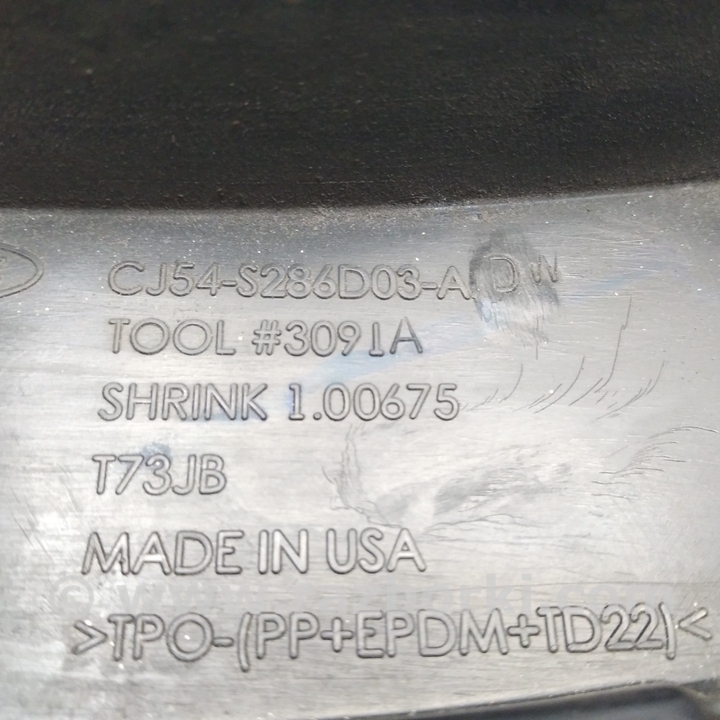 CJ54-S286D03-A
TOOL #3091A
SHRINK 1.00675
T73JB
MADE IN USA
>TPO-(PP+EPDM+TD22)<